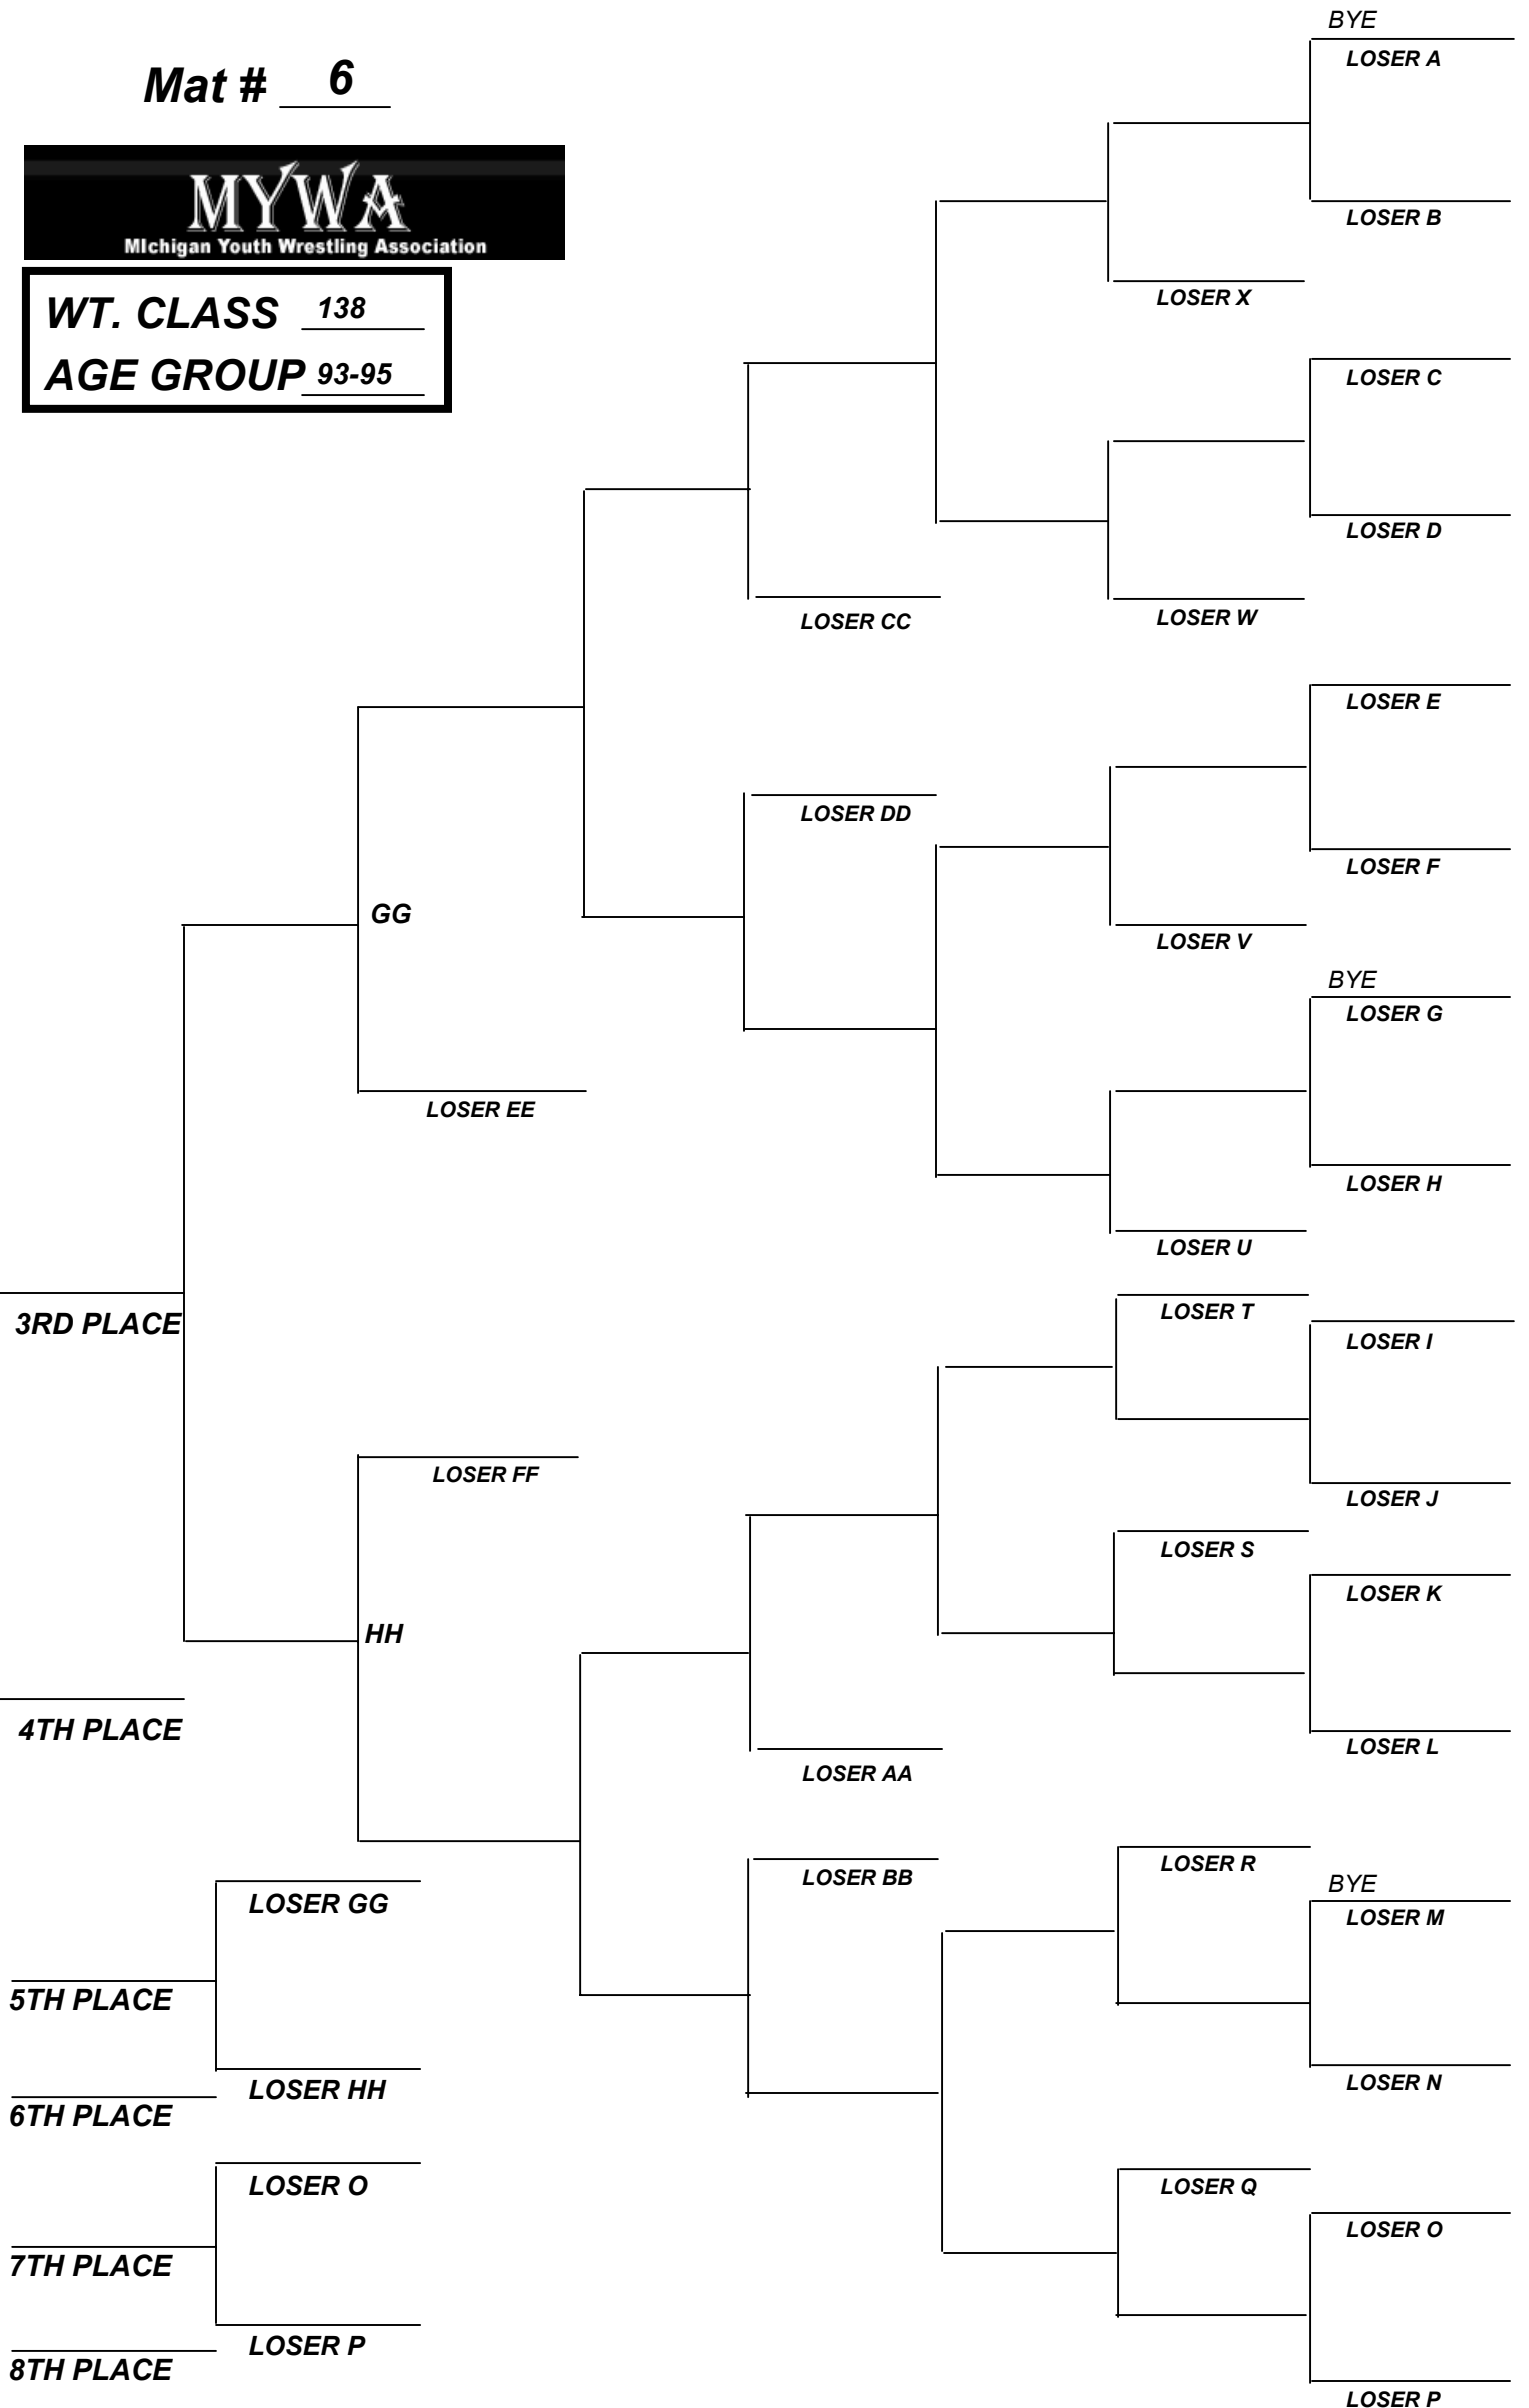 BYE
LOSER A
Mat # 6
MYWA
MIchigan Youth Wrestling Association
LOSER B
WT. CLASS 138
LOSER X
AGE GROUP 93-95
LOSER C
LOSER D
LOSER CC
LOSER W
LOSER E
LOSER DD
LOSER F
GG
LOSER V
BYE
LOSER G
LOSER EE
LOSER H
LOSER U
LOSER T
3RD PLACE
LOSER I
LOSER FF
LOSER J
LOSER S
LOSER K
HH
4TH PLACE
LOSER L
LOSER AA
LOSER R
LOSER BB
BYE
LOSER GG
LOSER M
5TH PLACE
LOSER N
LOSER HH
6TH PLACE
LOSER O
LOSER Q
LOSER O
7TH PLACE
LOSER P
8TH PLACE
LOSER P